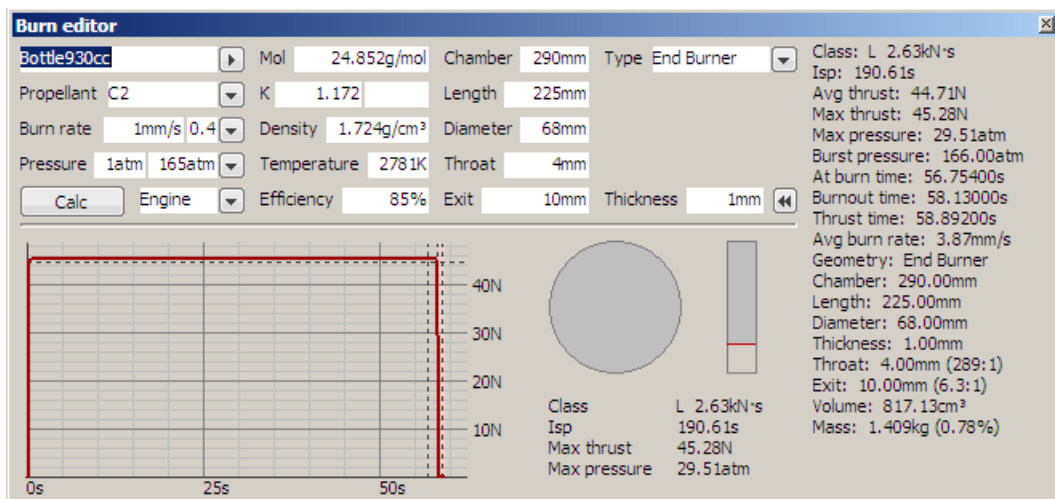 Burn editor
Bottle930cc Mol 24.852g/mol Chamber 290mm Type End Burner
Propellant C2 K 1.172 Length 225mm
Burn rate 1mm/s 0.4 Density 1.724g/cm³ Diameter 68mm
Pressure 1atm 165atm Temperature 2781K Throat 4mm
Calc Engine Efficiency 85% Exit 10mm Thickness 1mm
Class: L 2.63kN·s
Isp: 190.61s
Avg thrust: 44.71N
Max thrust: 45.28N
Max pressure: 29.51atm
Burst pressure: 166.00atm
At burn time: 56.75400s
Burnout time: 58.13000s
Thrust time: 58.89200s
Avg burn rate: 3.87mm/s
Geometry: End Burner
Chamber: 290.00mm
Length: 225.00mm
Diameter: 68.00mm
Thickness: 1.00mm
Throat: 4.00mm (289:1)
Exit: 10.00mm (6.3:1)
Volume: 817.13cm³
Mass: 1.409kg (0.78%)
40N
30N
20N
10N
0s 25s 50s
Class L 2.63kN·s
Isp 190.61s
Max thrust 45.28N
Max pressure 29.51atm